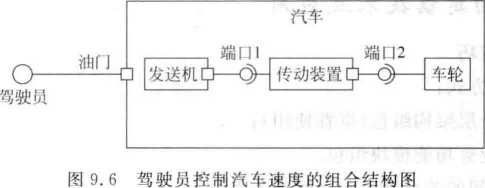 汽车
油门
端口1
端口2
发送机
传动装置
车轮
驾驶员
图 9.6 驾驶员控制汽车速度的组合结构图